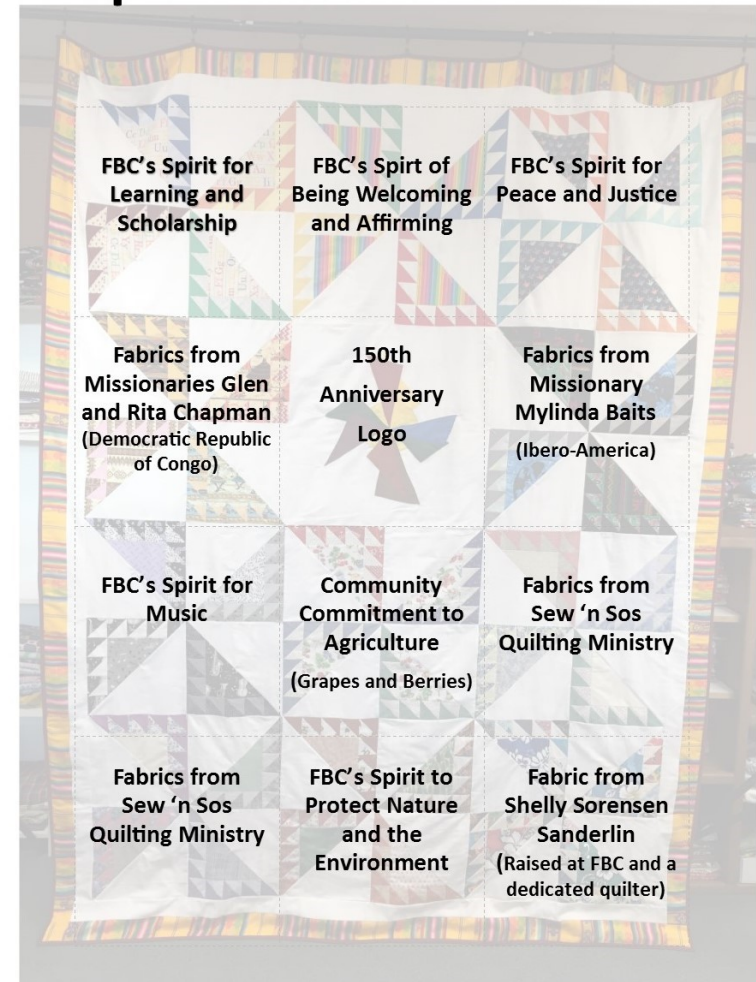 FBC’s Spirit for
Learning and
Scholarship
FBC’s Spirt of
Being Welcoming
and Affirming
FBC’s Spirit for
Peace and Justice
Fabrics from
Missionaries Glen
and Rita Chapman
(Democratic Republic
of Congo)
150th
Anniversary
Logo
Fabrics from
Missionary
Mylinda Baits
(Ibero-America)
FBC’s Spirit for
Music
Community
Commitment to
Agriculture
(Grapes and Berries)
Fabrics from
Sew ‘n Sos
Quilting Ministry
Fabrics from
Sew ‘n Sos
Quilting Ministry
FBC’s Spirit to
Protect Nature
and the
Environment
Fabric from
Shelly Sorensen
Sanderlin
(Raised at FBC and a
dedicated quilter)